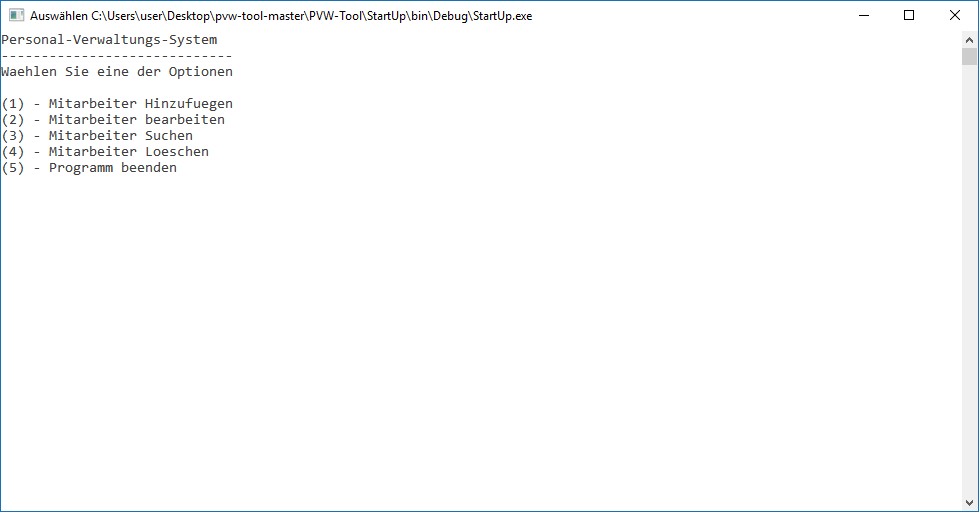 Auswählen C:\Users\user\Desktop\pvw-tool-master\PVW-Tool\StartUp\bin\Debug\StartUp.exe
Personal-Verwaltungs-System
-----------------------------
Waehlen Sie eine der Optionen
(1) - Mitarbeiter Hinzufuegen
(2) - Mitarbeiter bearbeiten
(3) - Mitarbeiter Suchen
(4) - Mitarbeiter Loeschen
(5) - Programm beenden